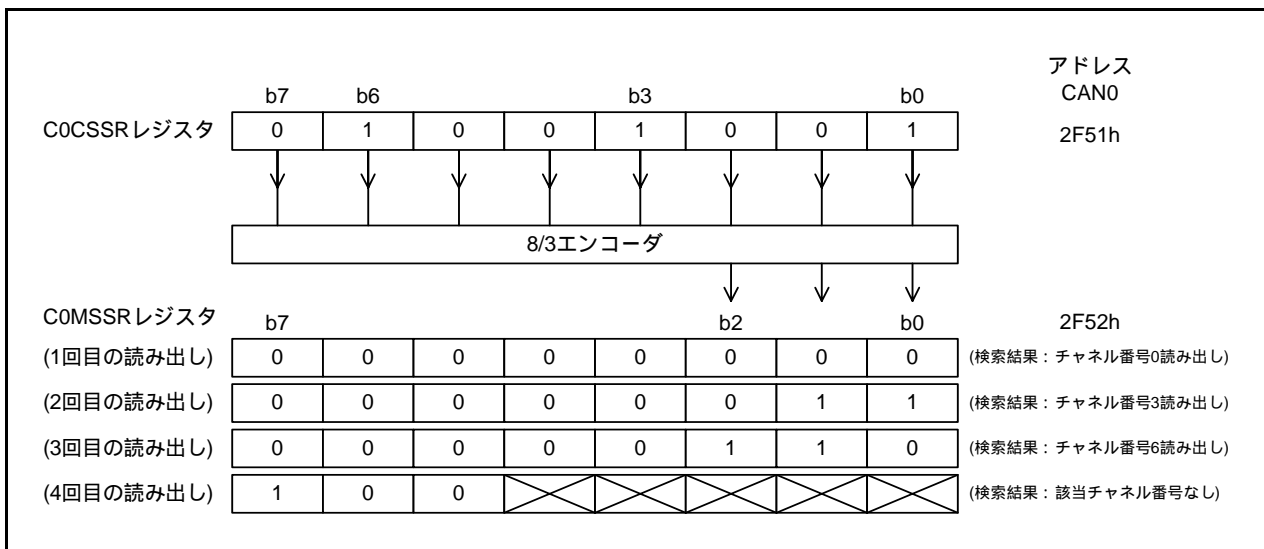 アドレス
b7 b6 b3 b0 CAN0
C0CSSRレジスタ 0 1 0 0 1 0 0 1 2F51h
8/3エンコーダ
C0MSSRレジスタ b7 b2 b0 2F52h
(1回目の読み出し) 0 0 0 0 0 0 0 0 (検索結果：チャネル番号0読み出し)
(2回目の読み出し) 0 0 0 0 0 0 1 1 (検索結果：チャネル番号3読み出し)
(3回目の読み出し) 0 0 0 0 0 1 1 0 (検索結果：チャネル番号6読み出し)
(4回目の読み出し) 1 0 0 (検索結果：該当チャネル番号なし)